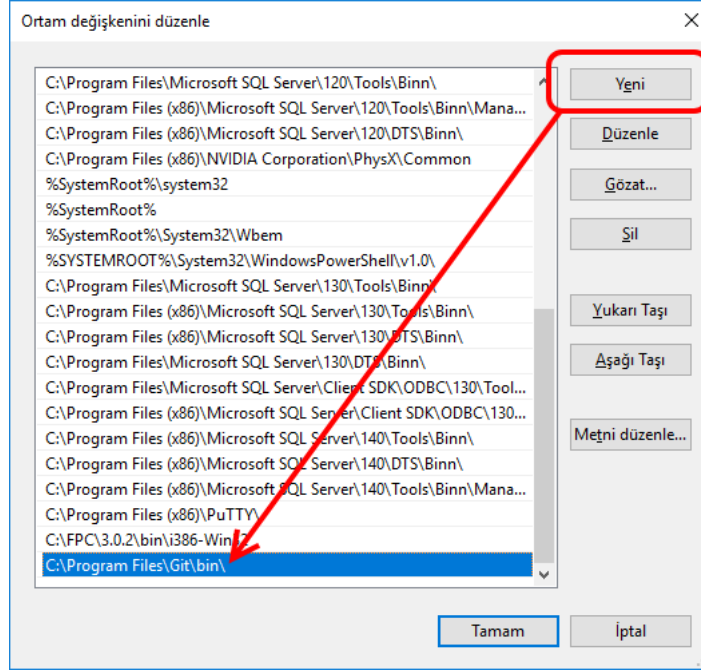 Ortam değişkenini düzenle
C:\Program Files\Microsoft SQL Server\120\Tools\Binn\
C:\Program Files (x86)\Microsoft SQL Server\120\Tools\Binn\Mana...
C:\Program Files (x86)\Microsoft SQL Server\120\DTS\Binn\
C:\Program Files (x86)\NVIDIA Corporation\PhysX\Common
%SystemRoot%\system32
%SystemRoot%
%SystemRoot%\System32\Wbem
%SYSTEMROOT%\System32\WindowsPowerShell\v1.0\
C:\Program Files\Microsoft SQL Server\130\Tools\Binn\
C:\Program Files (x86)\Microsoft SQL Server\130\Tools\Binn\
C:\Program Files (x86)\Microsoft SQL Server\130\DTS\Binn\
C:\Program Files\Microsoft SQL Server\130\DTS\Binn\
C:\Program Files\Microsoft SQL Server\Client SDK\ODBC\130\Tool...
C:\Program Files (x86)\Microsoft SQL Server\Client SDK\ODBC\130...
C:\Program Files (x86)\Microsoft SQL Server\140\Tools\Binn\
C:\Program Files (x86)\Microsoft SQL Server\140\DTS\Binn\
C:\Program Files (x86)\Microsoft SQL Server\140\Tools\Binn\Mana...
C:\Program Files (x86)\PuTTY\
C:\FPC\3.0.2\bin\i386-Win32
C:\Program Files\Git\bin\
Yeni
Düzenle
Gözat...
Sil
Yukarı Taşı
Aşağı Taşı
Metni düzenle...
Tamam
İptal